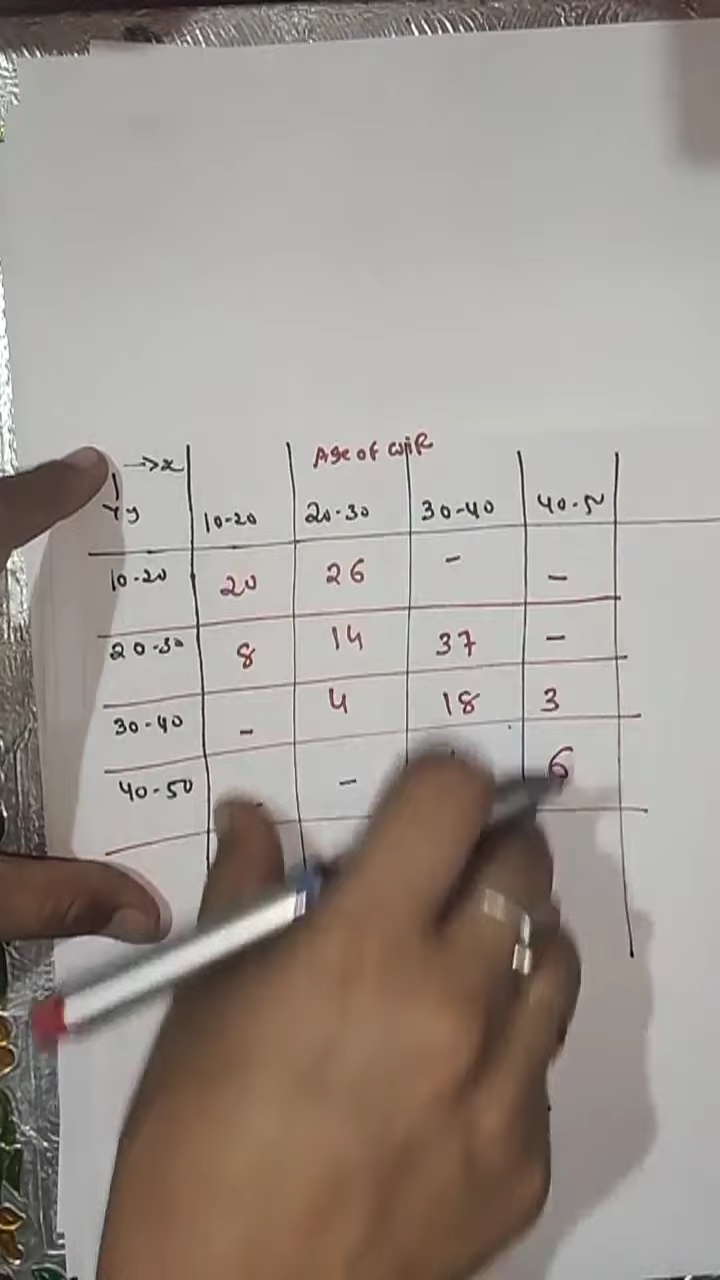 Age of wife
→x
↓y 10-20 20-30 30-40 40-50
10-20 20 26 - -
20-30 8 14 37 -
30-40 - 4 18 3
40-50 - - 6